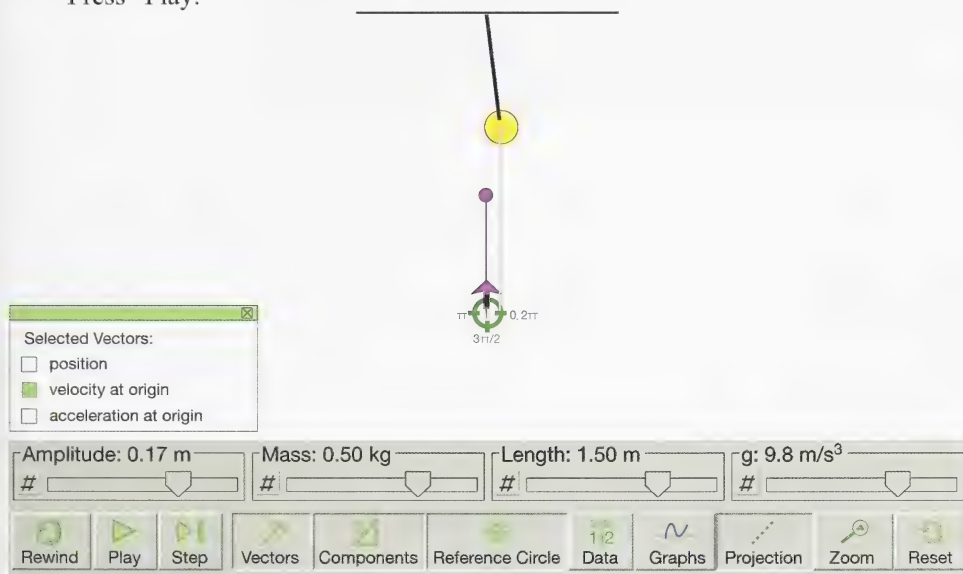 Press "Play."
π
0, 2π
3π/2
Selected Vectors:
position
velocity at origin
acceleration at origin
Amplitude: 0.17 m
Mass: 0.50 kg
Length: 1.50 m
g: 9.8 m/s³
#
#
#
#
Rewind
Play
Step
Vectors
Components
Reference Circle
Data
Graphs
Projection
Zoom
Reset